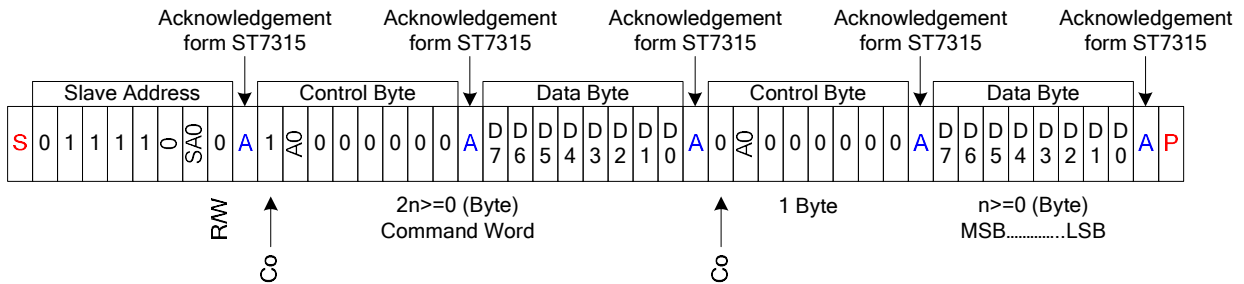 Acknowledgement form ST7315 Acknowledgement form ST7315 Acknowledgement form ST7315 Acknowledgement form ST7315 Acknowledgement form ST7315
Slave Address Control Byte Data Byte Control Byte Data Byte
S 0 1 1 1 1 0 SA0 0 A 1 A0 0 0 0 0 0 0 A D7 D6 D5 D4 D3 D2 D1 D0 A 0 A0 0 0 0 0 0 0 A D7 D6 D5 D4 D3 D2 D1 D0 A P
R/W
Co
2n>=0 (Byte)
Command Word
Co
1 Byte
n>=0 (Byte)
MSB..............LSB